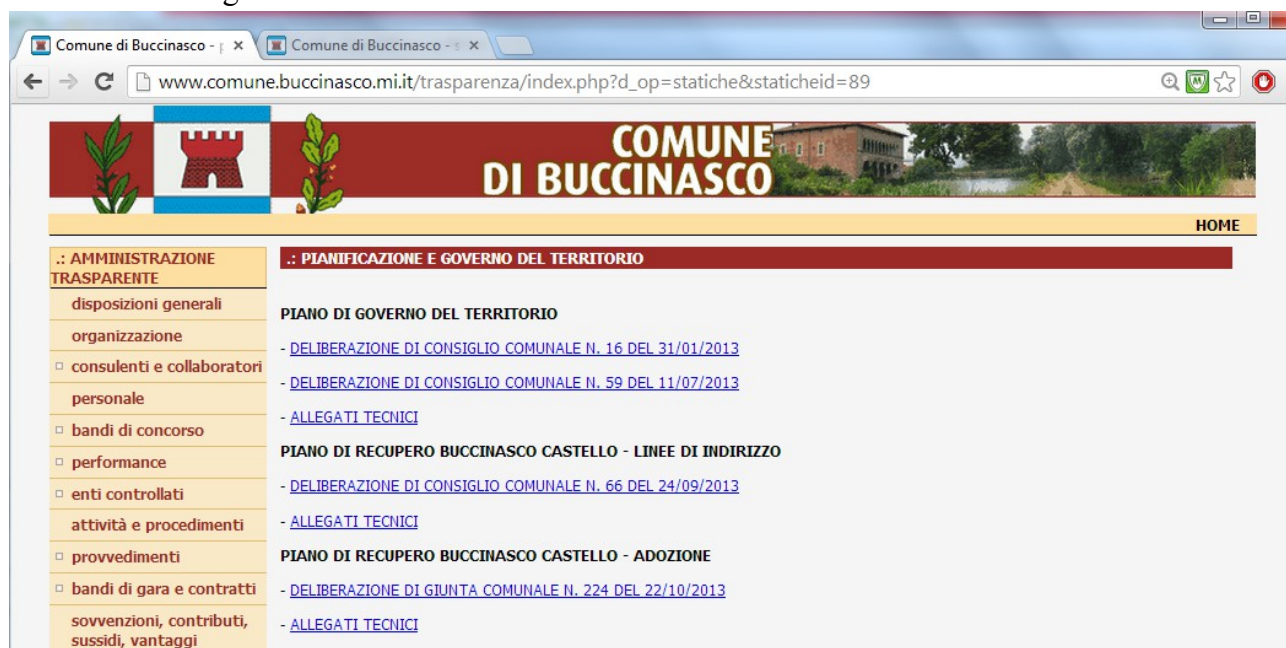 Comune di Buccinasco - p
Comune di Buccinasco - s
www.comune.buccinasco.mi.it/trasparenza/index.php?d_op=statiche&staticheid=89
COMUNE
DI BUCCINASCO
HOME
.: AMMINISTRAZIONE
TRASPARENTE
disposizioni generali
organizzazione
consulenti e collaboratori
personale
bandi di concorso
performance
enti controllati
attività e procedimenti
provvedimenti
bandi di gara e contratti
sovvenzioni, contributi,
sussidi, vantaggi
.: PIANIFICAZIONE E GOVERNO DEL TERRITORIO
PIANO DI GOVERNO DEL TERRITORIO
- DELIBERAZIONE DI CONSIGLIO COMUNALE N. 16 DEL 31/01/2013
- DELIBERAZIONE DI CONSIGLIO COMUNALE N. 59 DEL 11/07/2013
- ALLEGATI TECNICI
PIANO DI RECUPERO BUCCINASCO CASTELLO - LINEE DI INDIRIZZO
- DELIBERAZIONE DI CONSIGLIO COMUNALE N. 66 DEL 24/09/2013
- ALLEGATI TECNICI
PIANO DI RECUPERO BUCCINASCO CASTELLO - ADOZIONE
- DELIBERAZIONE DI GIUNTA COMUNALE N. 224 DEL 22/10/2013
- ALLEGATI TECNICI